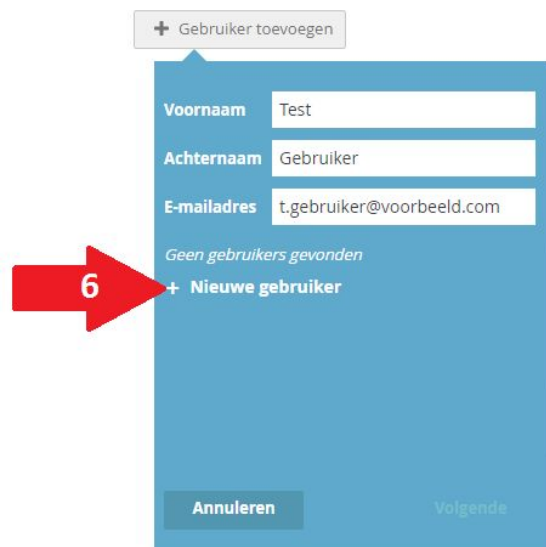 + Gebruiker toevoegen
Voornaam Test
Achternaam Gebruiker
E-mailadres t.gebruiker@voorbeeld.com
Geen gebruikers gevonden
6 + Nieuwe gebruiker
Annuleren Volgende